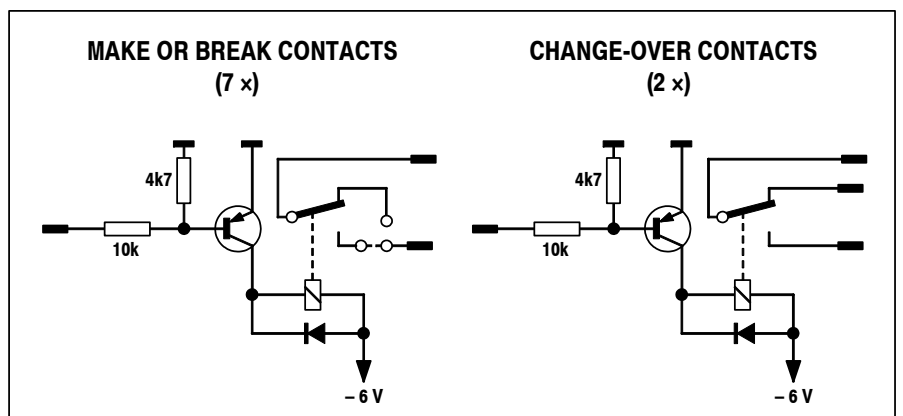 MAKE OR BREAK CONTACTS
(7 ×)
4k7
10k
– 6 V
CHANGE-OVER CONTACTS
(2 ×)
4k7
10k
– 6 V